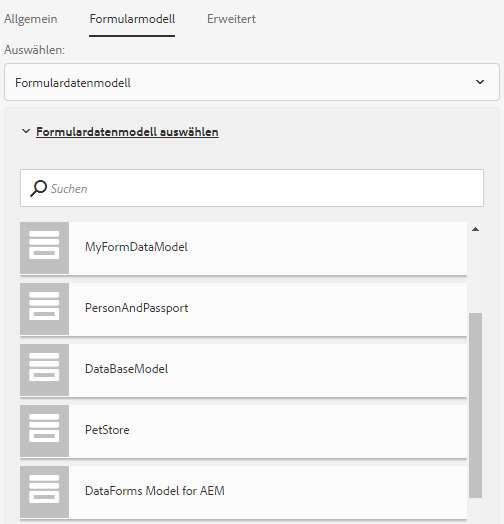 Allgemein Formularmodell Erweitert
Auswählen:
Formulardatenmodell
Formulardatenmodell auswählen
Suchen
MyFormDataModel
PersonAndPassport
DataBaseModel
PetStore
DataForms Model for AEM